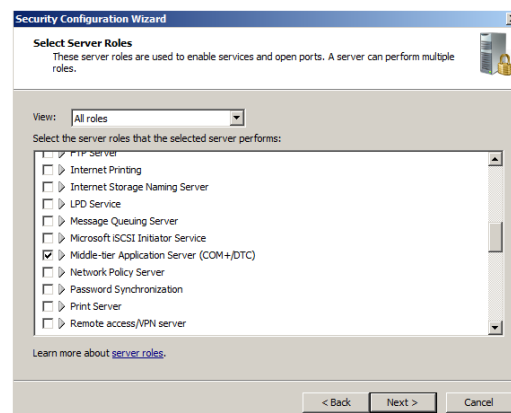 Security Configuration Wizard
Select Server Roles
These server roles are used to enable services and open ports. A server can perform multiple
roles.
View: All roles
Select the server roles that the selected server performs:
FTP Server
Internet Printing
Internet Storage Naming Server
LPD Service
Message Queuing Server
Microsoft iSCSI Initiator Service
Middle-tier Application Server (COM+/DTC)
Network Policy Server
Password Synchronization
Print Server
Remote access/VPN server
Learn more about server roles.
< Back Next > Cancel